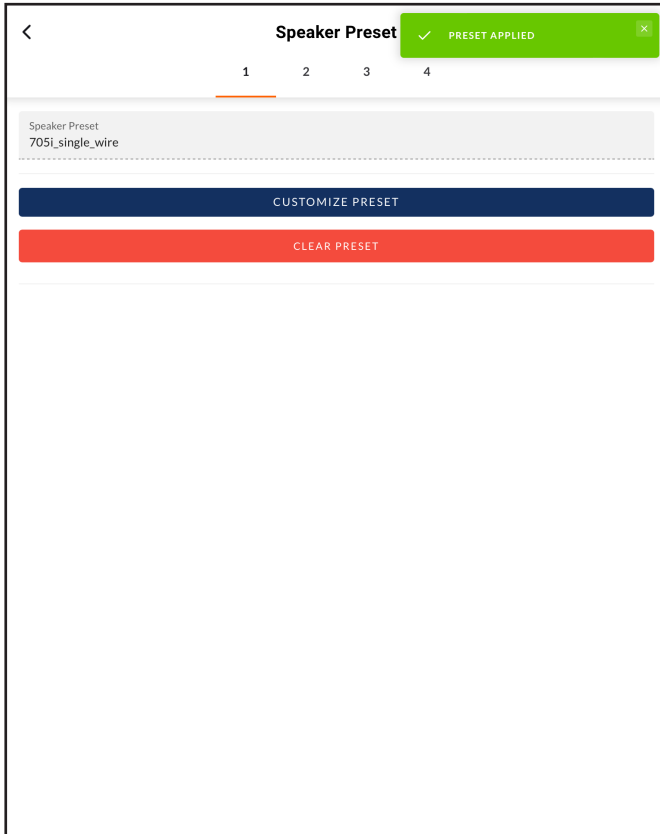 Speaker Preset
PRESET APPLIED
1 2 3 4
Speaker Preset
705i_single_wire
CUSTOMIZE PRESET
CLEAR PRESET